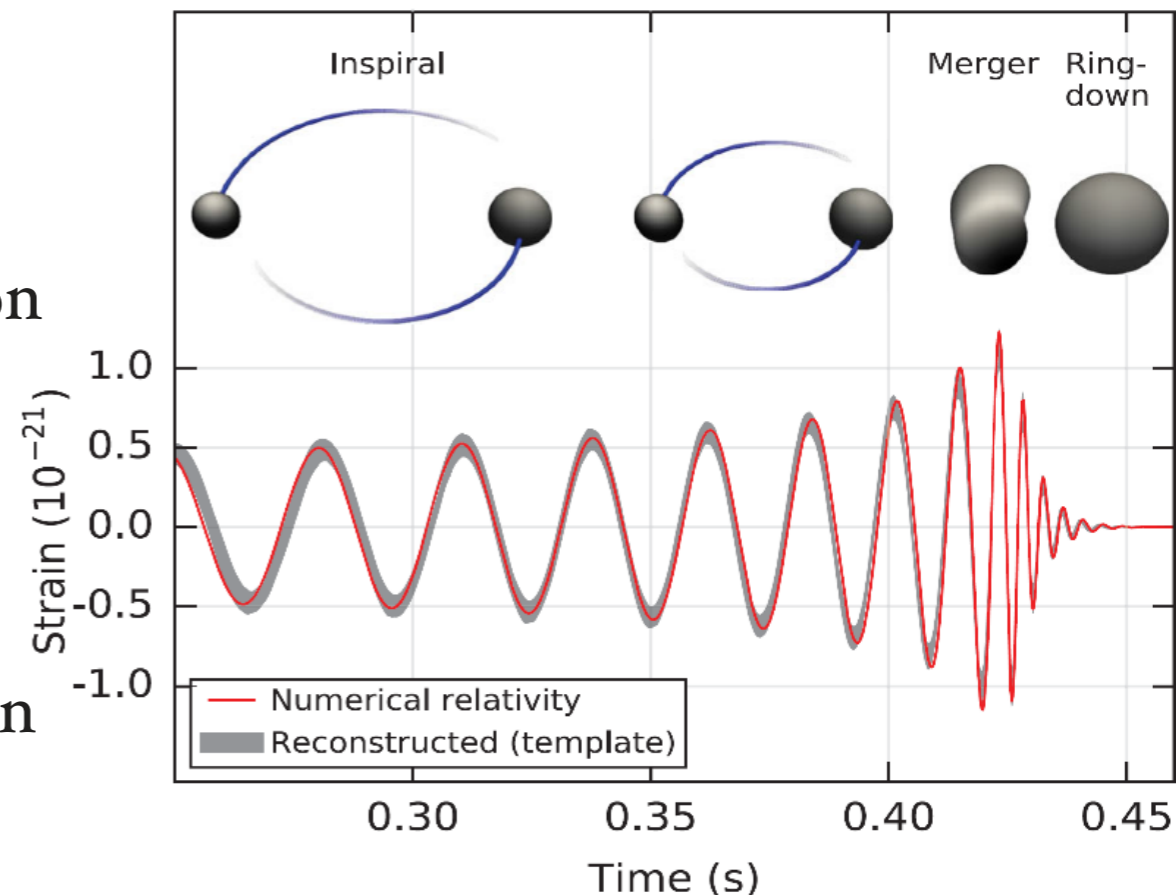 Inspiral
Merger
Ring-
down
on
1.0
0.5
0.0
-0.5
-1.0
Strain (10⁻²¹)
n
Numerical relativity
Reconstructed (template)
0.30
0.35
0.40
0.45
Time (s)